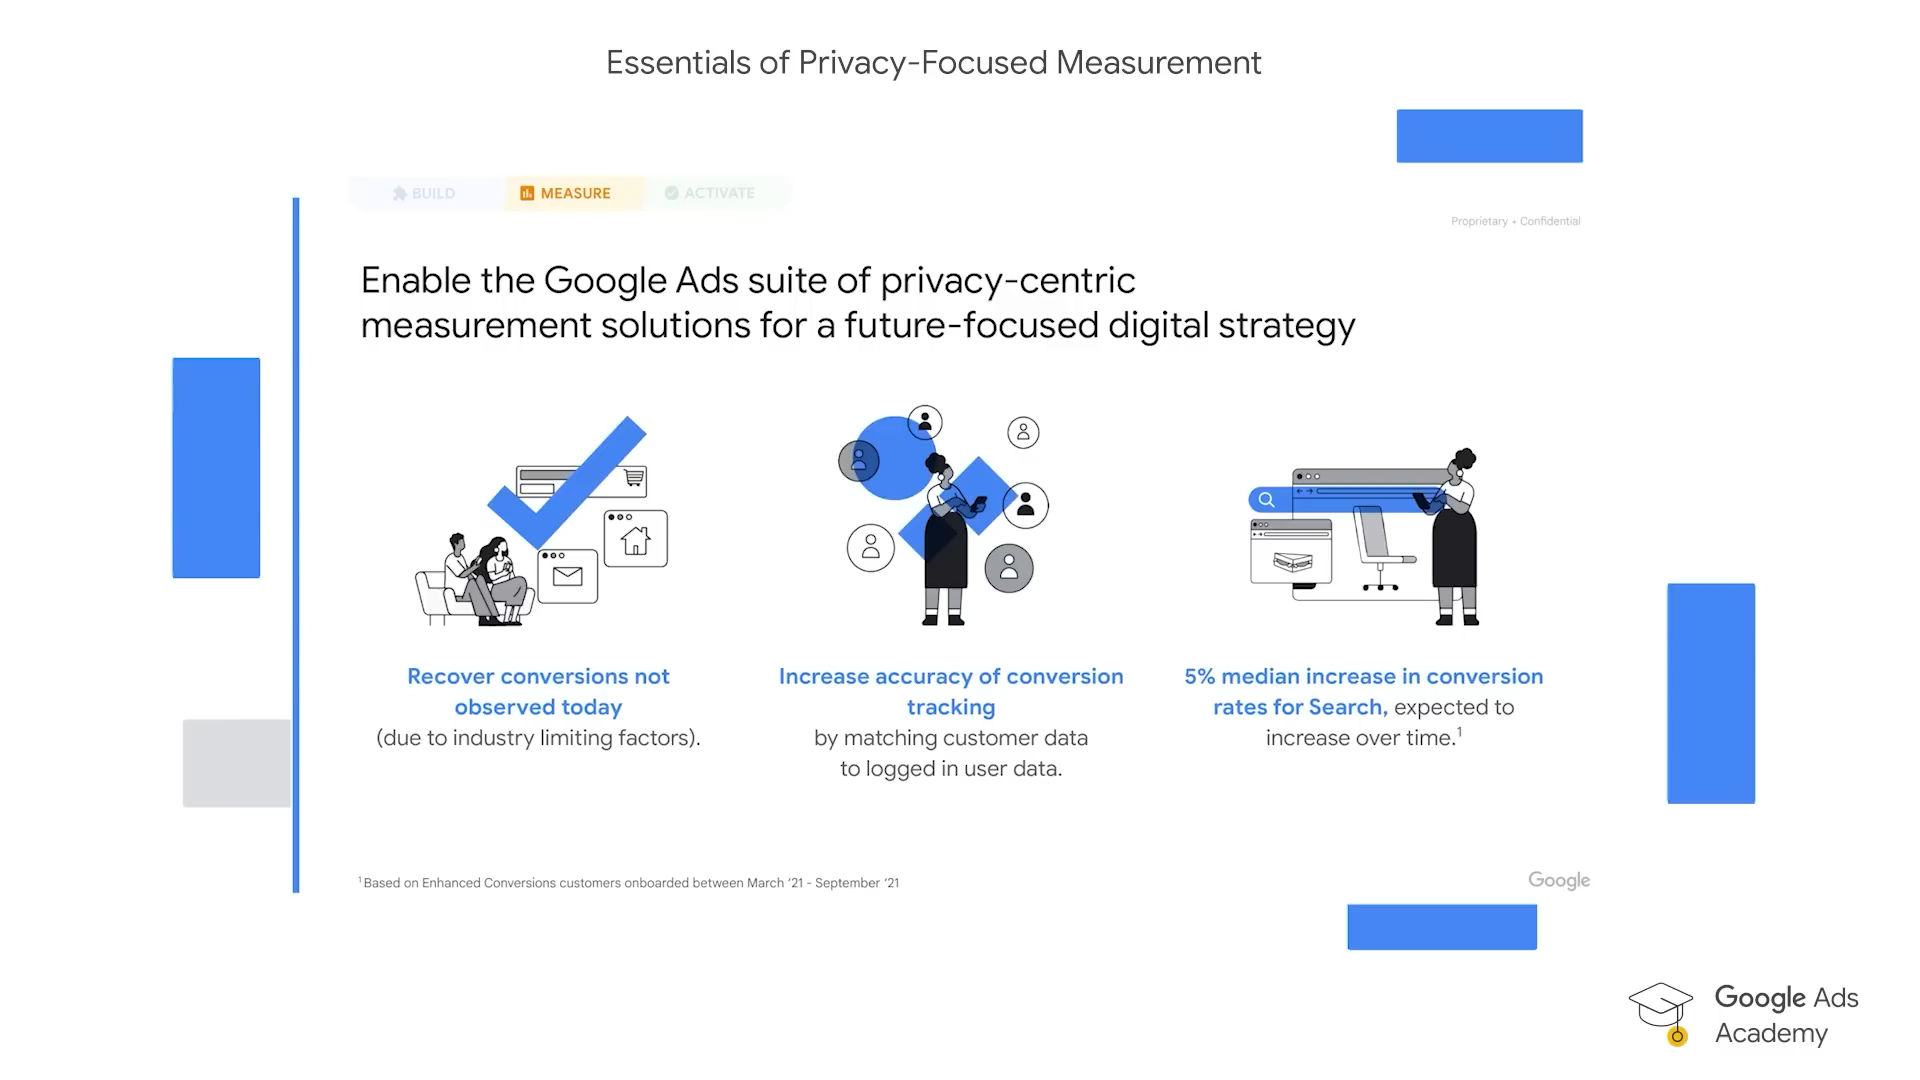 Essentials of Privacy-Focused Measurement
BUILD
MEASURE
ACTIVATE
Proprietary + Confidential
Enable the Google Ads suite of privacy-centric
measurement solutions for a future-focused digital strategy
Recover conversions not
observed today
(due to industry limiting factors).
Increase accuracy of conversion
tracking
by matching customer data
to logged in user data.
5% median increase in conversion
rates for Search, expected to
increase over time.¹
¹ Based on Enhanced Conversions customers onboarded between March ‘21 - September ‘21
Google
Google Ads
Academy